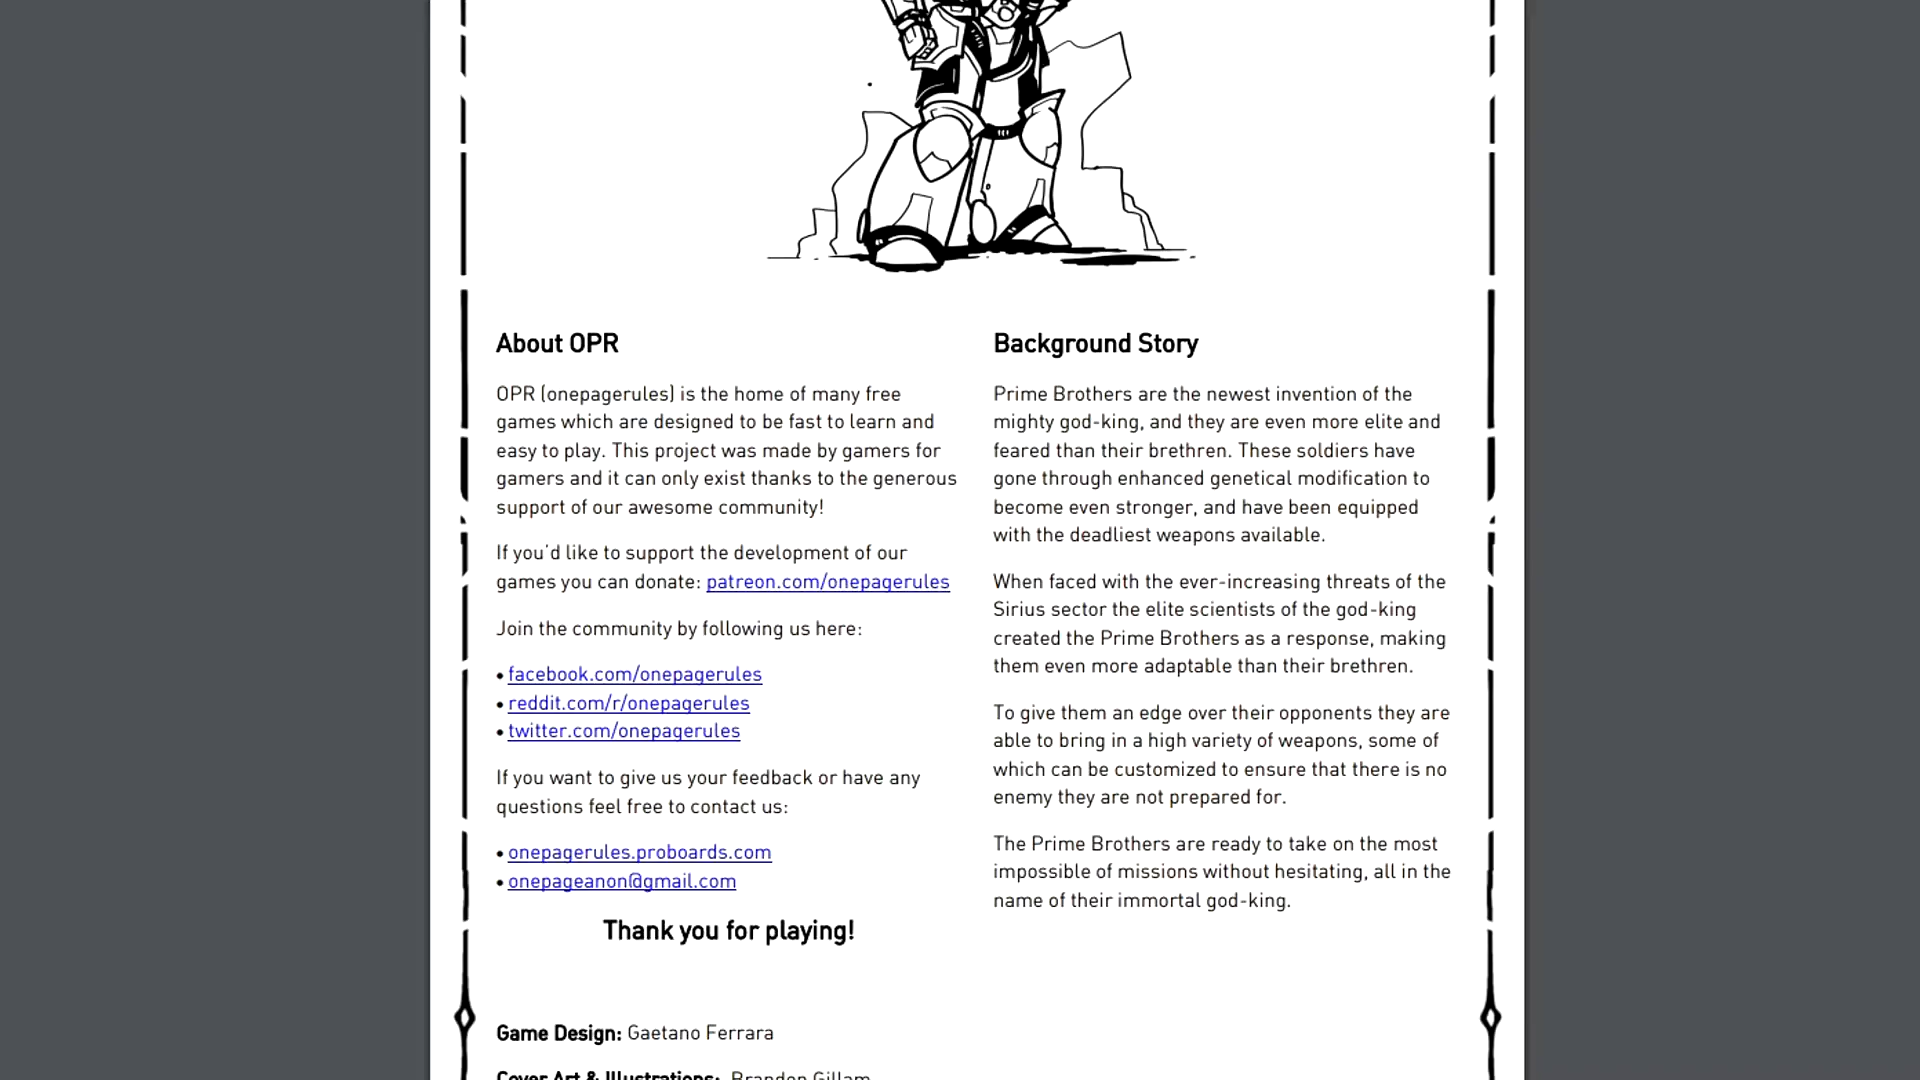 About OPR
OPR (onepagerules) is the home of many free
games which are designed to be fast to learn and
easy to play. This project was made by gamers for
gamers and it can only exist thanks to the generous
support of our awesome community!
If you'd like to support the development of our
games you can donate: patreon.com/onepagerules
Join the community by following us here:
• facebook.com/onepagerules
• reddit.com/r/onepagerules
• twitter.com/onepagerules
If you want to give us your feedback or have any
questions feel free to contact us:
• onepagerules.proboards.com
• onepageanon@gmail.com
Thank you for playing!
Background Story
Prime Brothers are the newest invention of the
mighty god-king, and they are even more elite and
feared than their brethren. These soldiers have
gone through enhanced genetical modification to
become even stronger, and have been equipped
with the deadliest weapons available.
When faced with the ever-increasing threats of the
Sirius sector the elite scientists of the god-king
created the Prime Brothers as a response, making
them even more adaptable than their brethren.
To give them an edge over their opponents they are
able to bring in a high variety of weapons, some of
which can be customized to ensure that there is no
enemy they are not prepared for.
The Prime Brothers are ready to take on the most
impossible of missions without hesitating, all in the
name of their immortal god-king.
Game Design: Gaetano Ferrara
Cover Art & Illustrations: Brandon Gillam